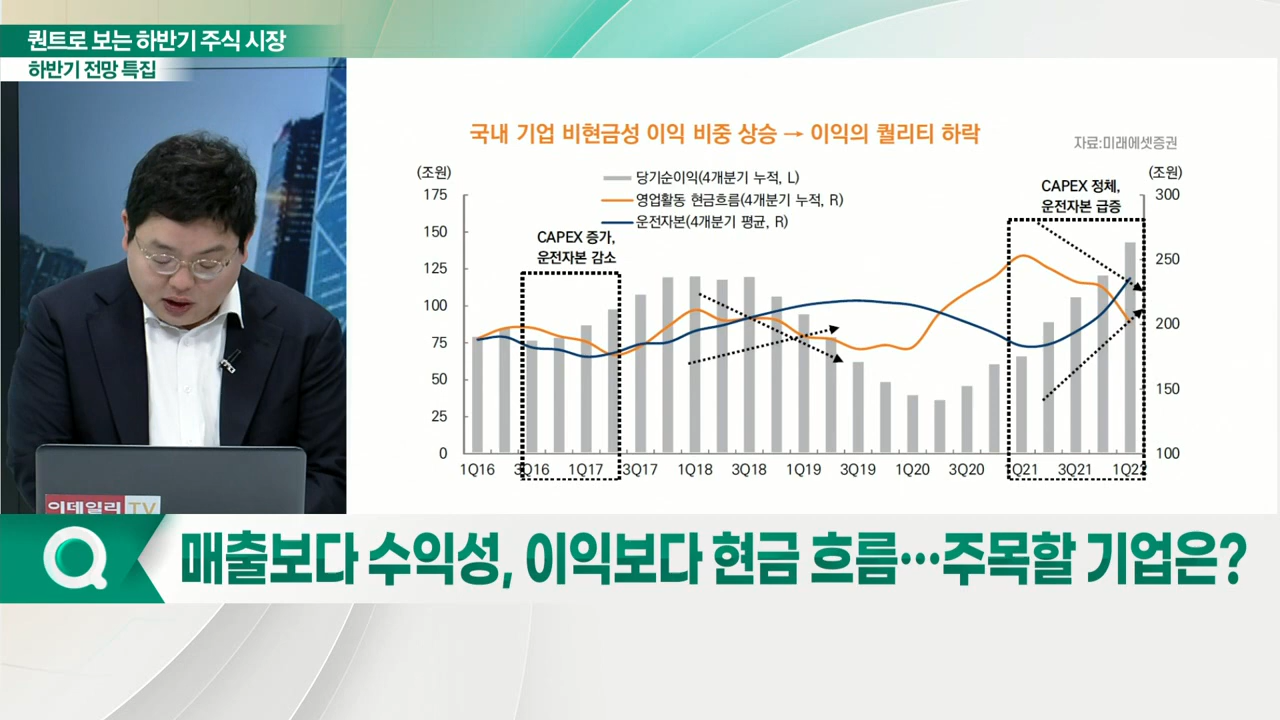 퀀트로 보는 하반기 주식 시장
하반기 전망 특집
국내 기업 비현금성 이익 비중 상승 → 이익의 퀄리티 하락
자료:미래에셋증권
(조원)
(조원)
당기순이익(4개분기 누적, L)
영업활동 현금흐름(4개분기 누적, R)
운전자본(4개분기 평균, R)
CAPEX 증가,
운전자본 감소
CAPEX 정체,
운전자본 급증
175
150
125
100
75
50
25
0
300
250
200
150
100
1Q16 3Q16 1Q17 3Q17 1Q18 3Q18 1Q19 3Q19 1Q20 3Q20 1Q21 3Q21 1Q22
이데일리 TV
매출보다 수익성, 이익보다 현금 흐름…주목할 기업은?